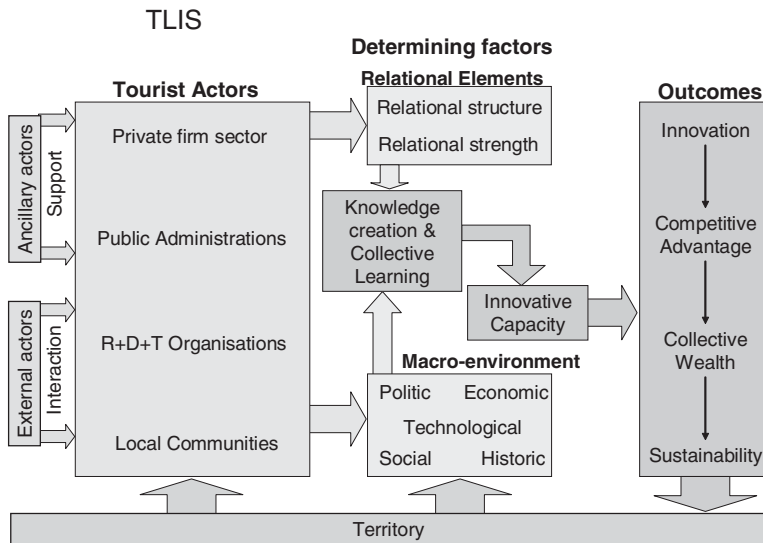 TLIS
Determining factors
Tourist Actors
Relational Elements
Outcomes
Ancillary actors
Support
External actors
Interaction
Private firm sector
Public Administrations
R+D+T Organisations
Local Communities
Relational structure
Relational strength
Knowledge
creation &
Collective
Learning
Innovative
Capacity
Macro-environment
Politic Economic
Technological
Social Historic
Innovation
Competitive
Advantage
Collective
Wealth
Sustainability
Territory